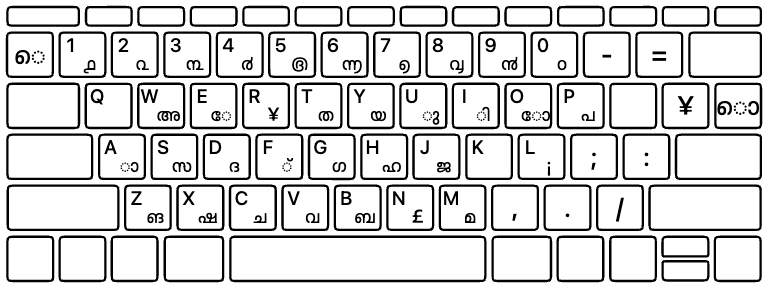 െ 1 ൧ 2 ൨ 3 ൩ 4 ൪ 5 ൫ 6 ൬ 7 ൭ 8 ൮ 9 ൯ 0 ൦ - =
Q W അ E േ R ¥ T ത Y യ U ു I ി O ോ P പ ¥ ൊ
A ാ S സ D ദ F ് G ഗ H ഹ J ജ K L ¡ ; :
Z ങ X ഷ C ച V വ B ബ N £ M മ , . /